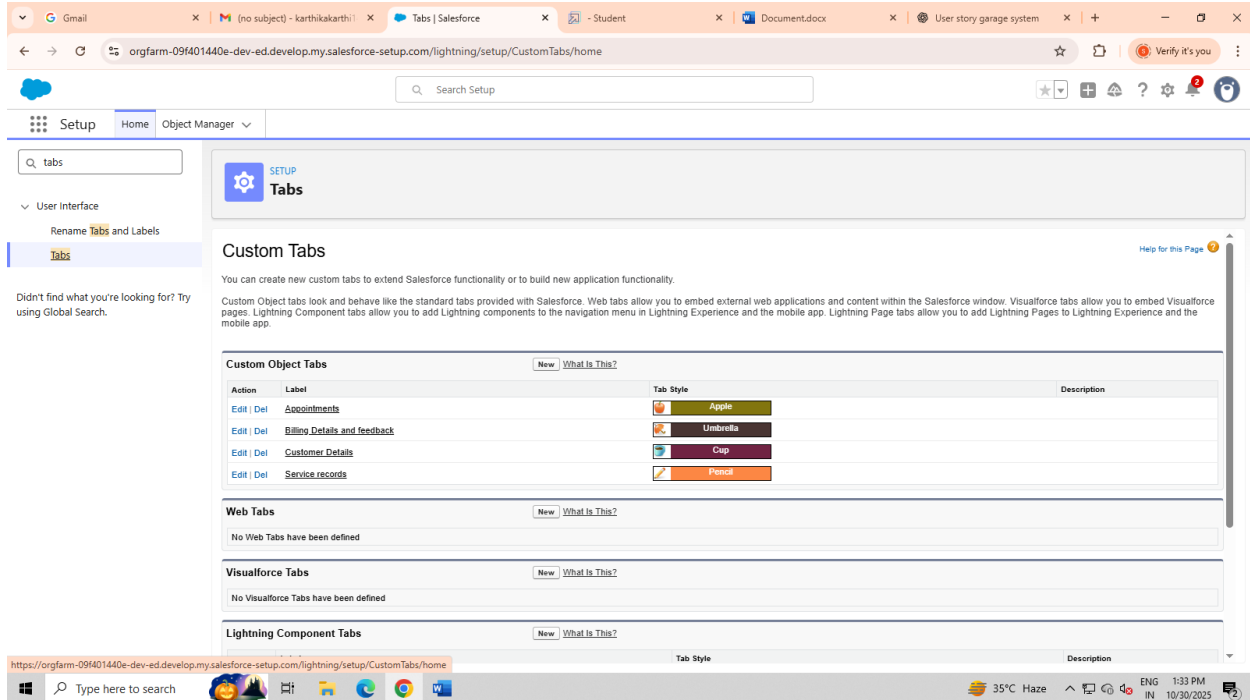 Gmail
(no subject) - karthikakarthi1
Tabs | Salesforce
- Student
Document.docx
User story garage system
orgfarm-09f401440e-dev-ed.develop.my.salesforce-setup.com/lightning/setup/CustomTabs/home
Verify it's you
Search Setup
2
Setup
Home
Object Manager
tabs
User Interface
Rename Tabs and Labels
Tabs
Didn't find what you're looking for? Try
using Global Search.
SETUP
Tabs
Custom Tabs
Help for this Page
You can create new custom tabs to extend Salesforce functionality or to build new application functionality.
Custom Object tabs look and behave like the standard tabs provided with Salesforce. Web tabs allow you to embed external web applications and content within the Salesforce window. Visualforce tabs allow you to embed Visualforce
pages. Lightning Component tabs allow you to add Lightning components to the navigation menu in Lightning Experience and the mobile app. Lightning Page tabs allow you to add Lightning Pages to Lightning Experience and the
mobile app.
Custom Object Tabs New What Is This?
Action Label Tab Style Description
Edit | Del Appointments Apple
Edit | Del Billing Details and feedback Umbrella
Edit | Del Customer Details Cup
Edit | Del Service records Pencil
Web Tabs New What Is This?
No Web Tabs have been defined
Visualforce Tabs New What Is This?
No Visualforce Tabs have been defined
Lightning Component Tabs New What Is This?
Tab Style Description
https://orgfarm-09f401440e-dev-ed.develop.my.salesforce-setup.com/lightning/setup/CustomTabs/home
Type here to search
35°C Haze
ENG
IN
1:33 PM
10/30/2025
2